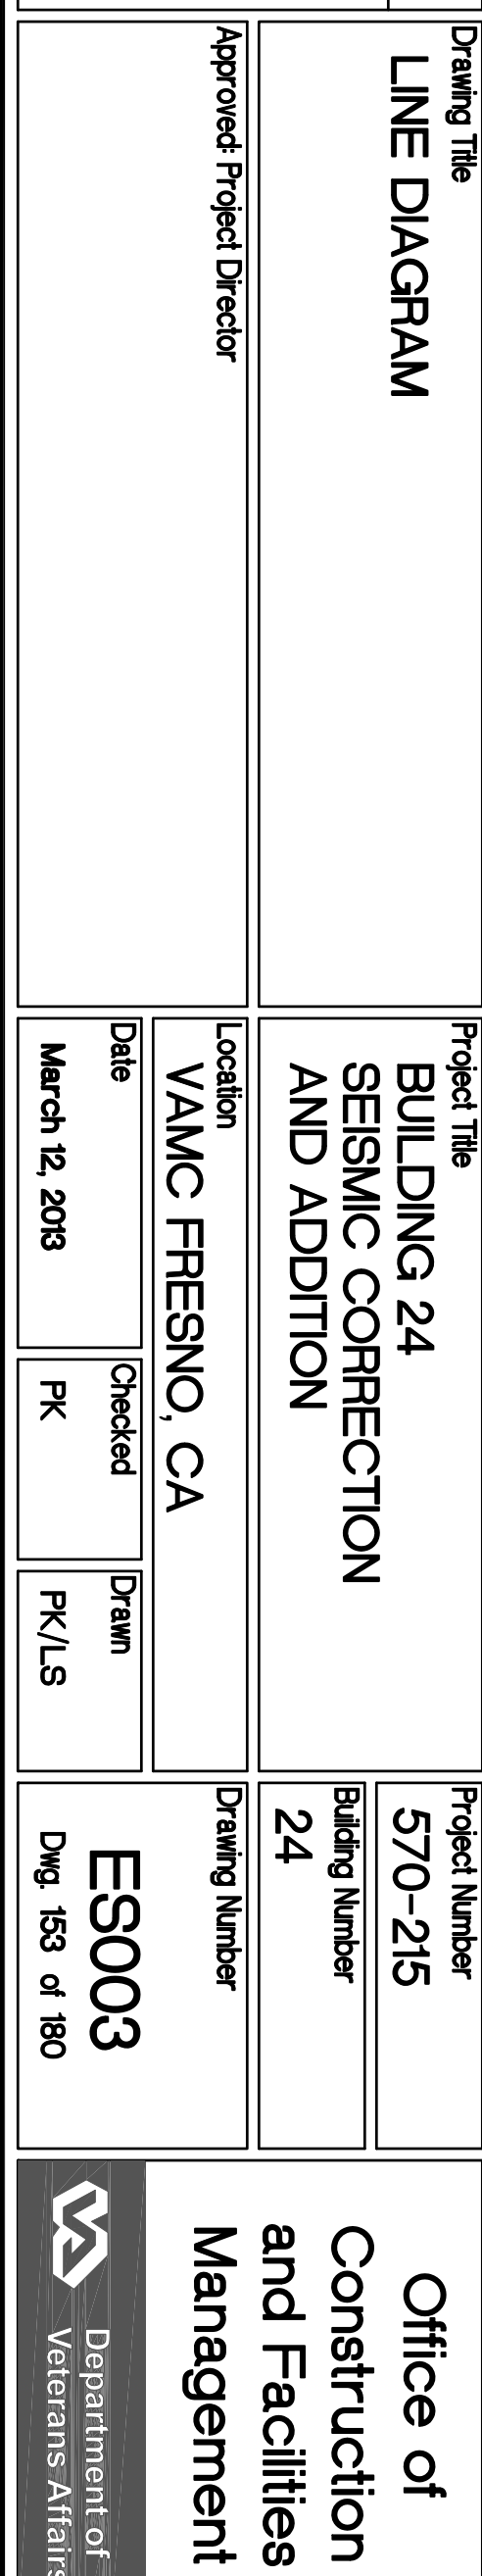 Drawing Title
LINE DIAGRAM
Approved: Project Director
Project Title
BUILDING 24
SEISMIC CORRECTION
AND ADDITION
Location
VAMC FRESNO, CA
Date
March 12, 2013
Checked
PK
Drawn
PK/LS
Project Number
570-215
Building Number
24
Drawing Number
ES003
Dwg. 153 of 180
Office of
Construction
and Facilities
Management
Department of
Veterans Affairs